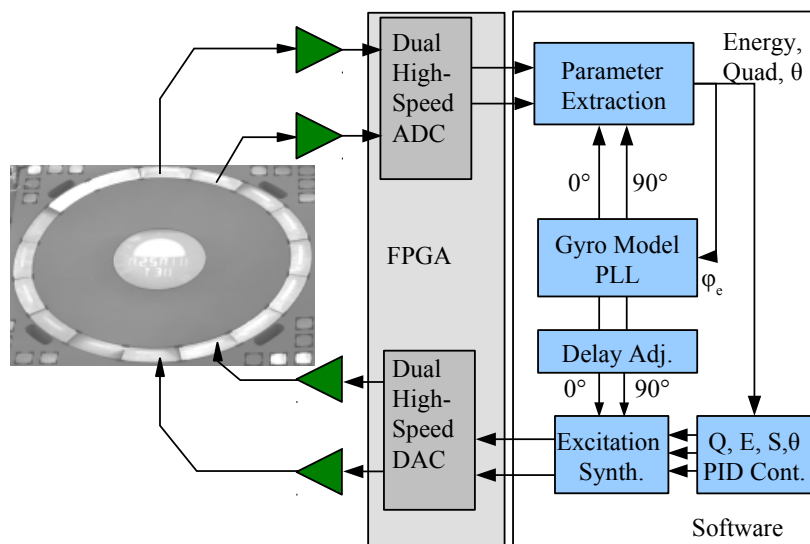 Dual
High-
Speed
ADC
Parameter
Extraction
Energy,
Quad, θ
0°
90°
FPGA
Gyro Model
PLL
φe
Delay Adj.
0°
90°
Dual
High-
Speed
DAC
Excitation
Synth.
Q, E, S,θ
PID Cont.
Software